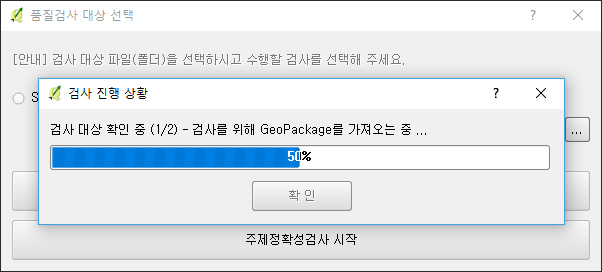 품질검사 대상 선택
[안내] 검사 대상 파일(폴더)을 선택하시고 수행할 검사를 선택해 주세요.
검사 진행 상황
S
검사 대상 확인 중 (1/2) - 검사를 위해 GeoPackage를 가져오는 중 ...
...
50%
확 인
주제정확성검사 시작